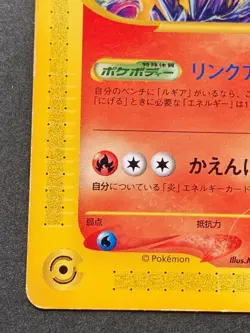 特殊体質
ポケボディー リンクア
自分のベンチに「ルギア」がいるなら、こ
「にげる」ときに必要な「エネルギー」は
かえん
自分についている「炎」エネルギーカード
弱点 抵抗力
©Pokémon Illus.